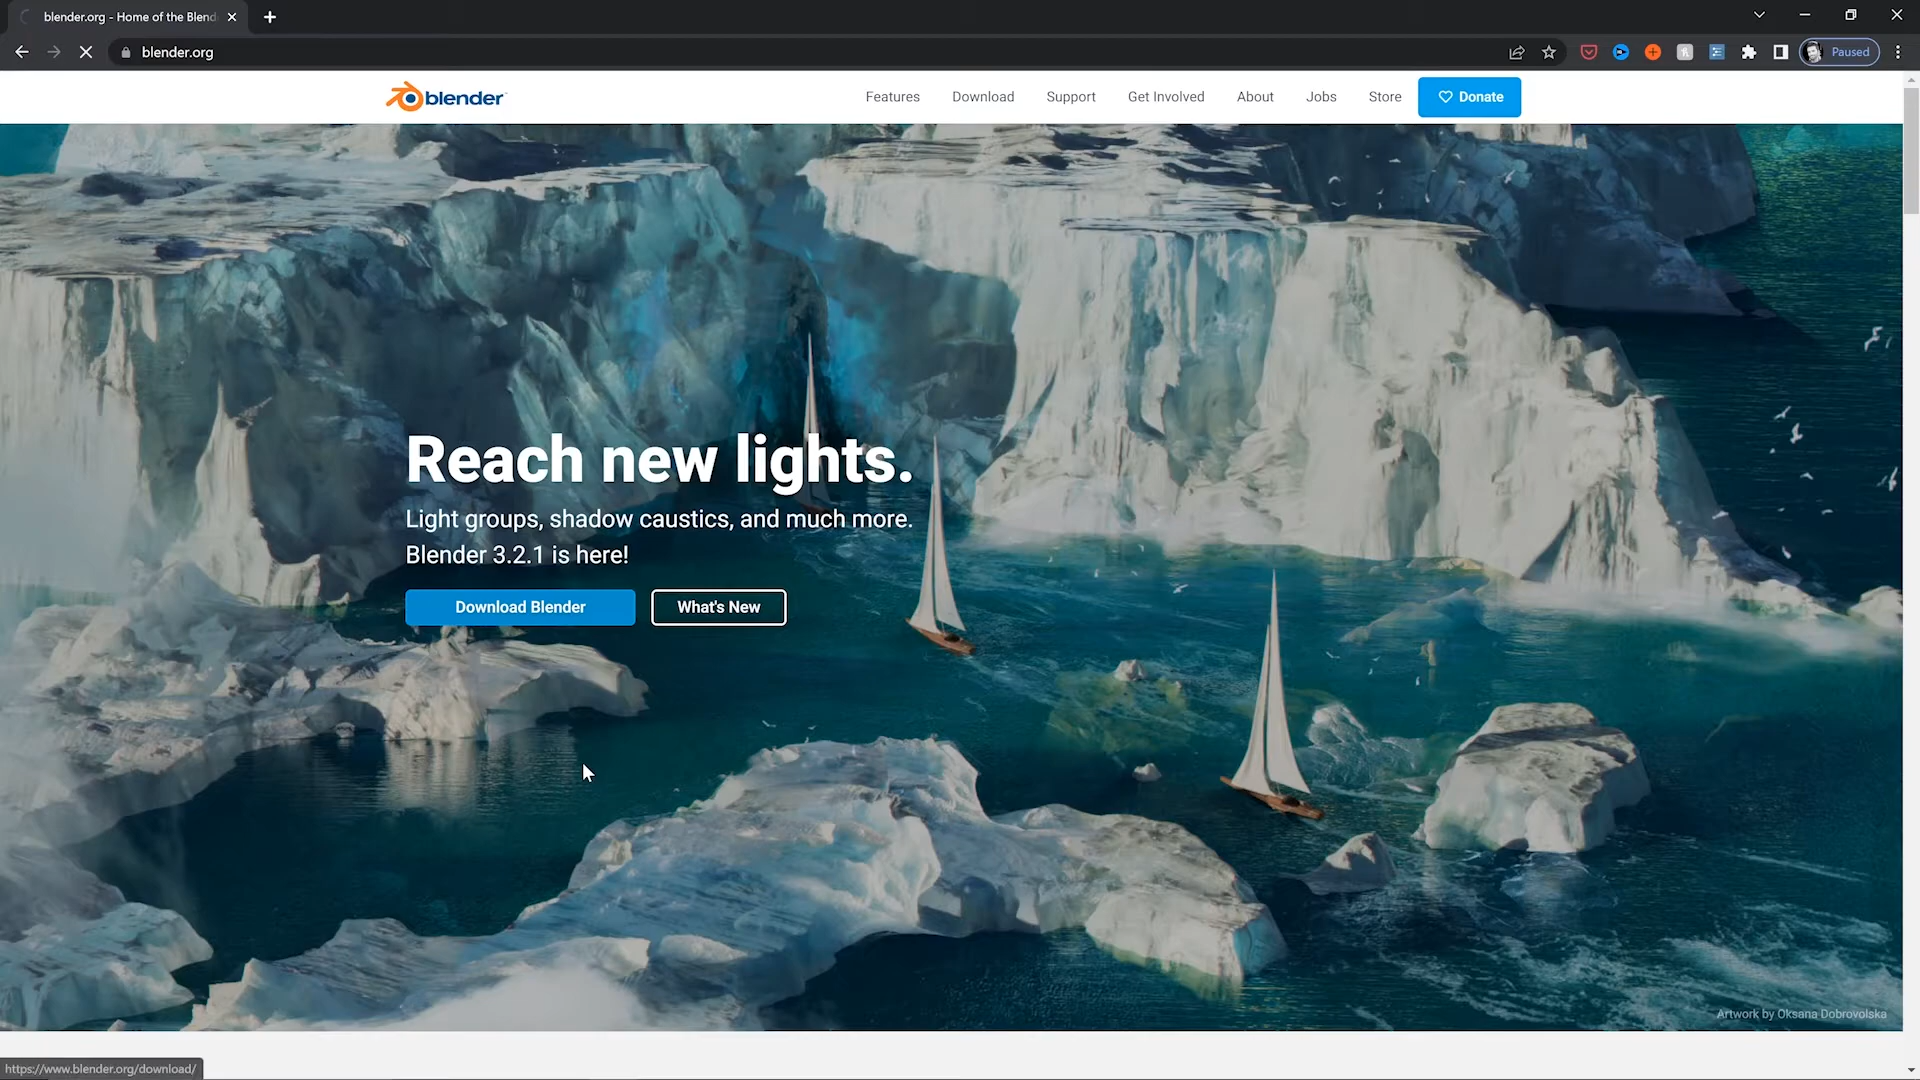 blender.org - Home of the Blend
blender.org
Paused
blender
Features
Download
Support
Get Involved
About
Jobs
Store
Donate
Reach new lights.
Light groups, shadow caustics, and much more.
Blender 3.2.1 is here!
Download Blender
What's New
Artwork by Oksana Dobrovolska
https://www.blender.org/download/